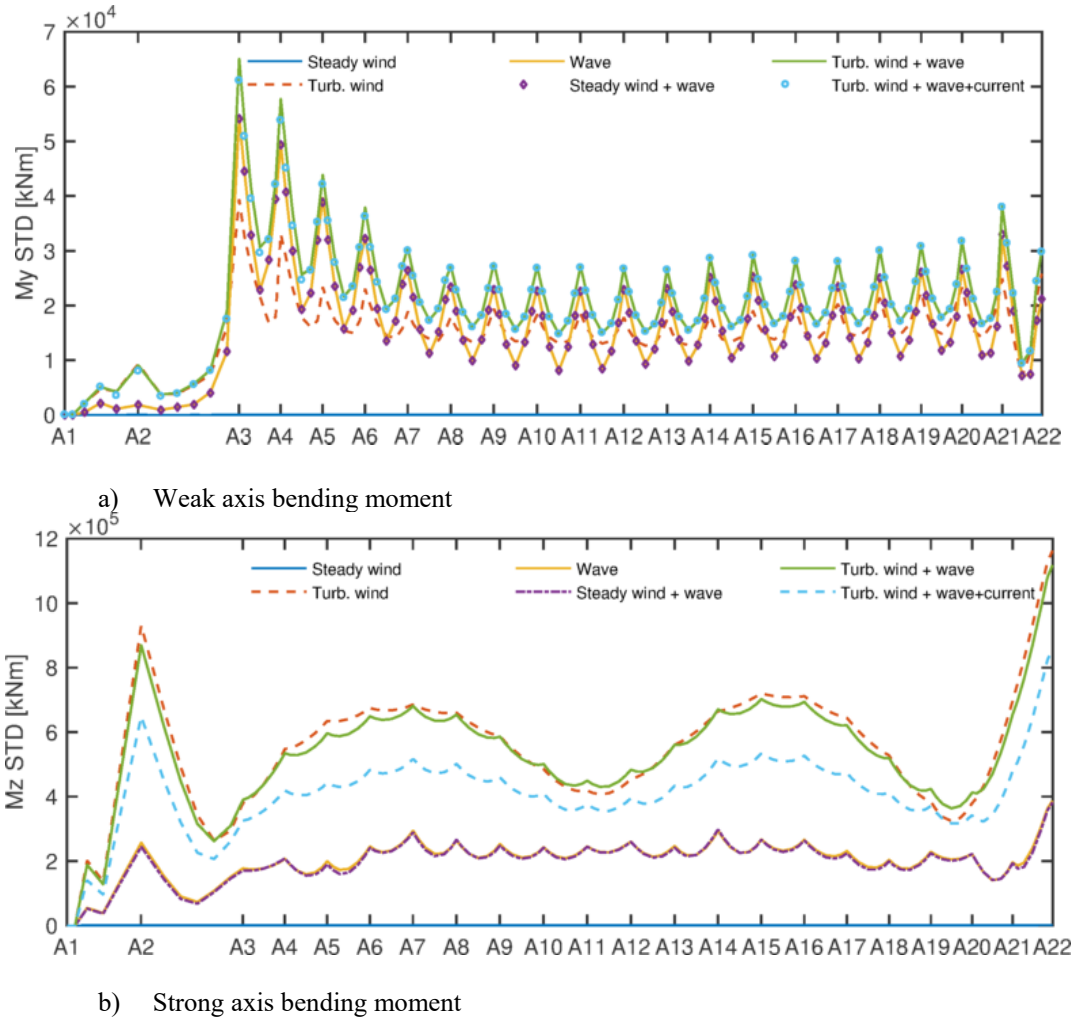 ×10⁴
7
6
5
4
3
2
1
0
My STD [kNm]
Steady wind Wave Turb. wind + wave
Turb. wind Steady wind + wave Turb. wind + wave+current
A1 A2 A3 A4 A5 A6 A7 A8 A9 A10 A11 A12 A13 A14 A15 A16 A17 A18 A19 A20 A21 A22
a) Weak axis bending moment
×10⁵
12
10
8
6
4
2
0
Mz STD [kNm]
Steady wind Wave Turb. wind + wave
Turb. wind Steady wind + wave Turb. wind + wave+current
A1 A2 A3 A4 A5 A6 A7 A8 A9 A10 A11 A12 A13 A14 A15 A16 A17 A18 A19 A20 A21 A22
b) Strong axis bending moment